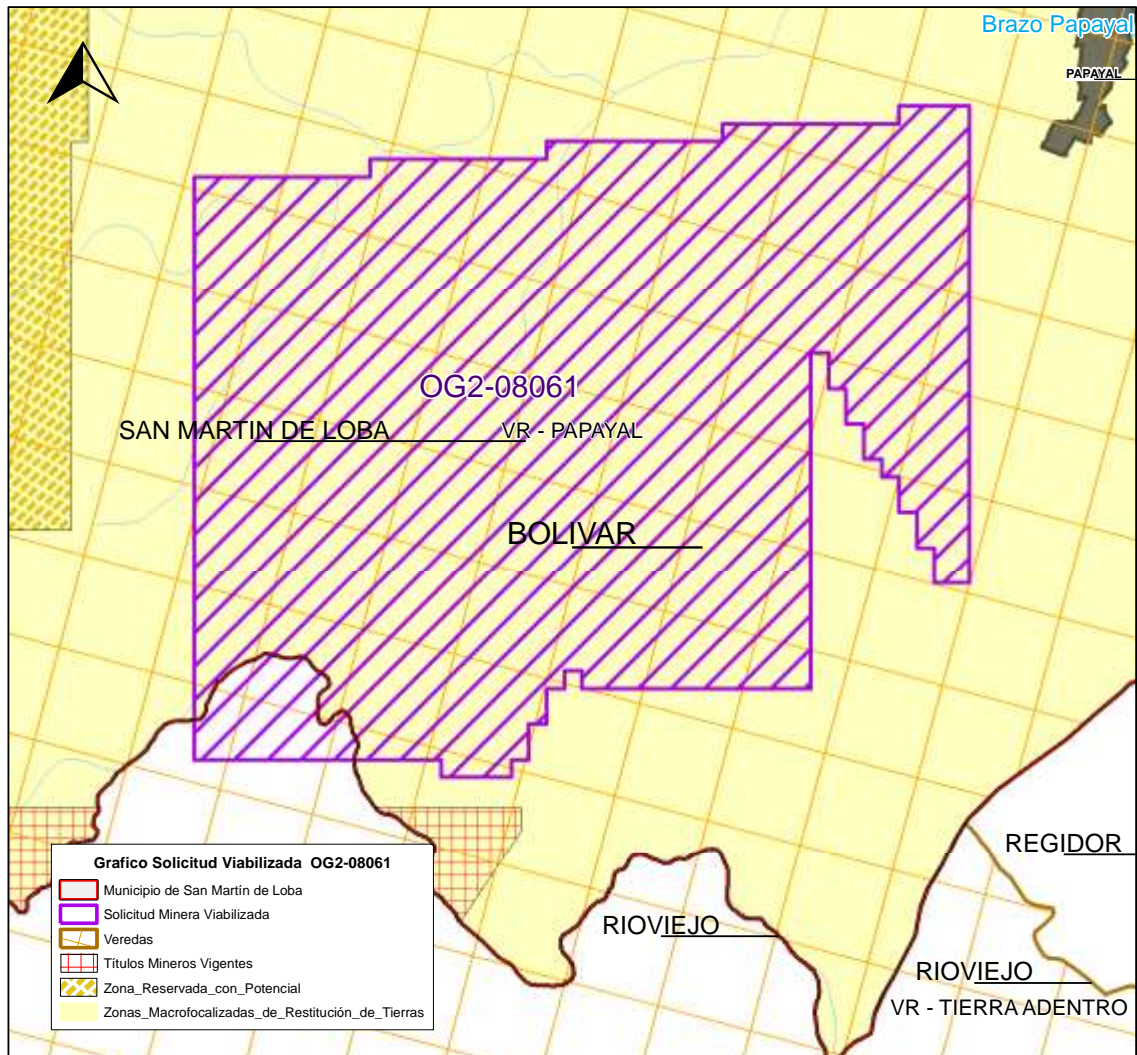 Brazo Papayal
PAPAYAL
OG2-08061
SAN MARTIN DE LOBA
VR - PAPAYAL
BOLIVAR
REGIDOR
RIOVIEJO
RIOVIEJO
VR - TIERRA ADENTRO
Grafico Solicitud Viabilizada OG2-08061
Municipio de San Martín de Loba
Solicitud Minera Viabilizada
Veredas
Títulos Mineros Vigentes
Zona_Reservada_con_Potencial
Zonas_Macrofocalizadas_de_Restitución_de_Tierras